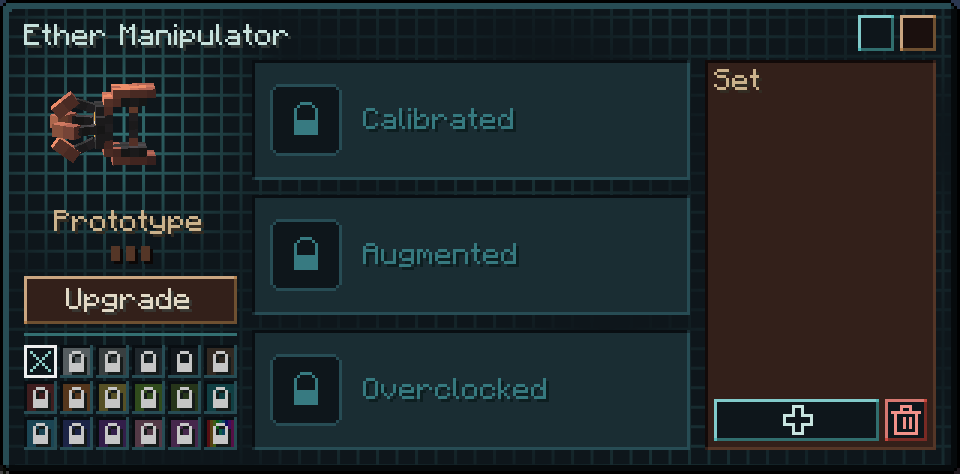 Ether Manipulator
Prototype
Upgrade
Calibrated
Augmented
Overclocked
Set